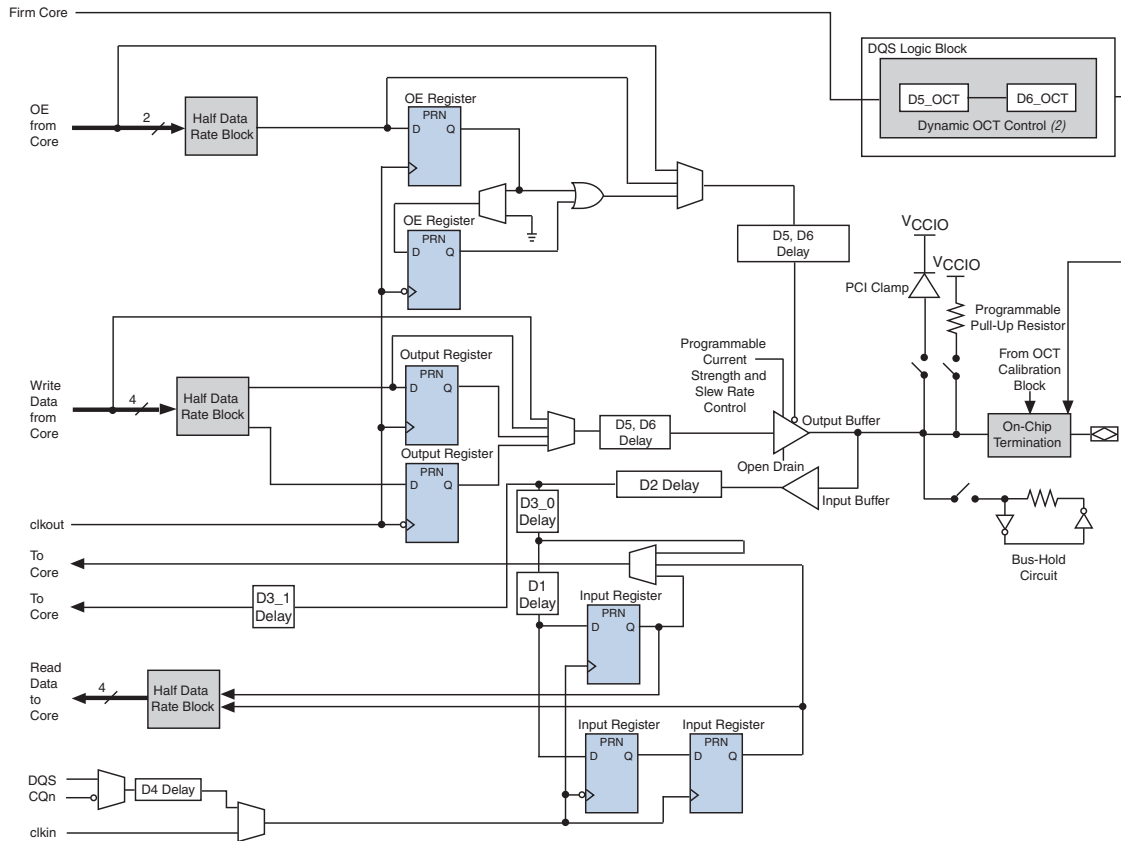 Firm Core
DQS Logic Block
D5_OCT
D6_OCT
Dynamic OCT Control (2)
OE
from
Core
2
Half Data
Rate Block
OE Register
PRN
D
Q
OE Register
PRN
D
Q
D5, D6
Delay
VCCIO
VCCIO
PCI Clamp
Programmable
Pull-Up Resistor
From OCT
Calibration
Block
On-Chip
Termination
Write
Data
from
Core
4
Half Data
Rate Block
Output Register
PRN
D
Q
Output Register
PRN
D
Q
D5, D6
Delay
Programmable
Current
Strength and
Slew Rate
Control
Output Buffer
Open Drain
Input Buffer
D2 Delay
D3_0
Delay
clkout
To
Core
D1
Delay
To
Core
D3_1
Delay
Input Register
PRN
D
Q
Bus-Hold
Circuit
Read
Data
to
Core
4
Half Data
Rate Block
Input Register
PRN
D
Q
Input Register
PRN
D
Q
DQS
CQn
D4 Delay
clkin